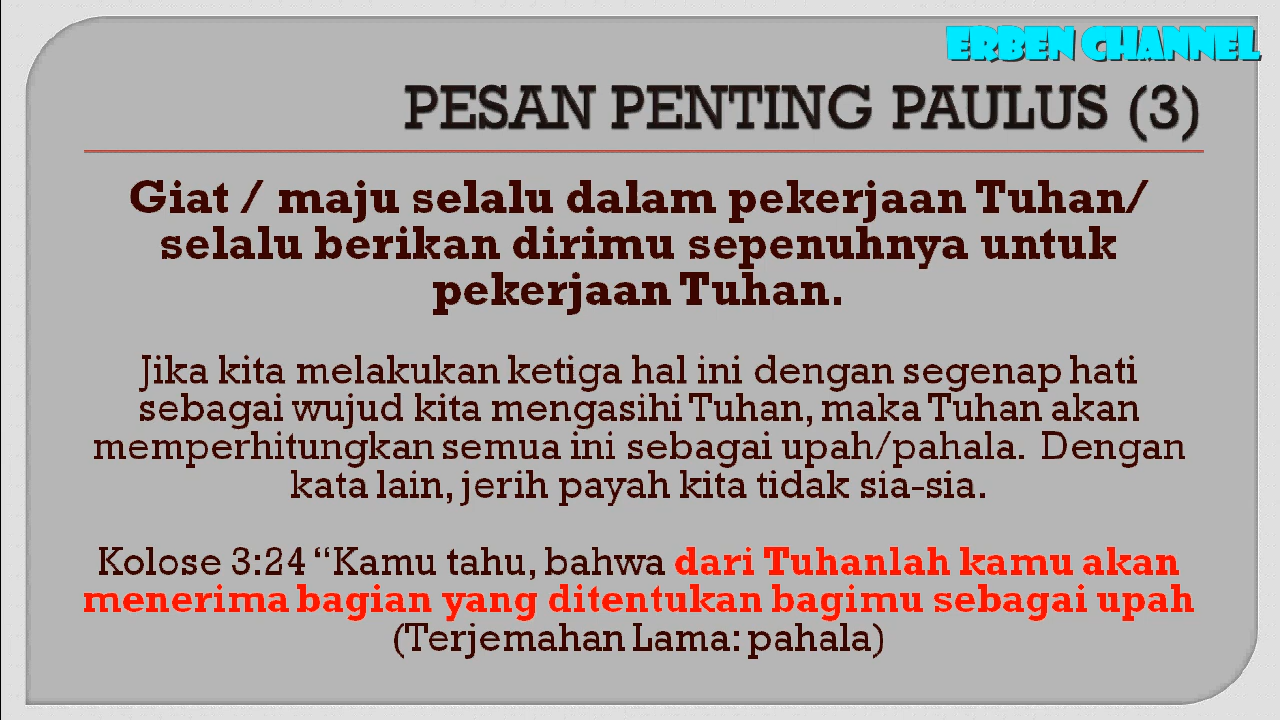 ERBEN CHANNEL
PESAN PENTING PAULUS (3)
Giat / maju selalu dalam pekerjaan Tuhan/
selalu berikan dirimu sepenuhnya untuk
pekerjaan Tuhan.
Jika kita melakukan ketiga hal ini dengan segenap hati
sebagai wujud kita mengasihi Tuhan, maka Tuhan akan
memperhitungkan semua ini sebagai upah/pahala. Dengan
kata lain, jerih payah kita tidak sia-sia.
Kolose 3:24 “Kamu tahu, bahwa dari Tuhanlah kamu akan
menerima bagian yang ditentukan bagimu sebagai upah
(Terjemahan Lama: pahala)